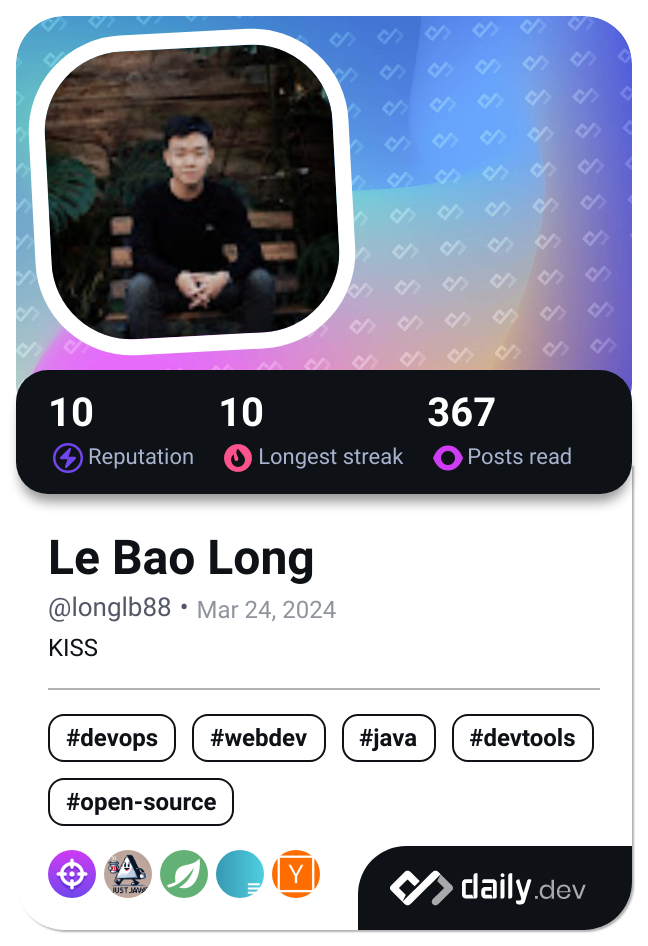 10 10 367
Reputation Longest streak Posts read
Le Bao Long
@longlb88 • Mar 24, 2024
KISS
#devops #webdev #java #devtools
#open-source
JUST JAVA
Y
daily.dev